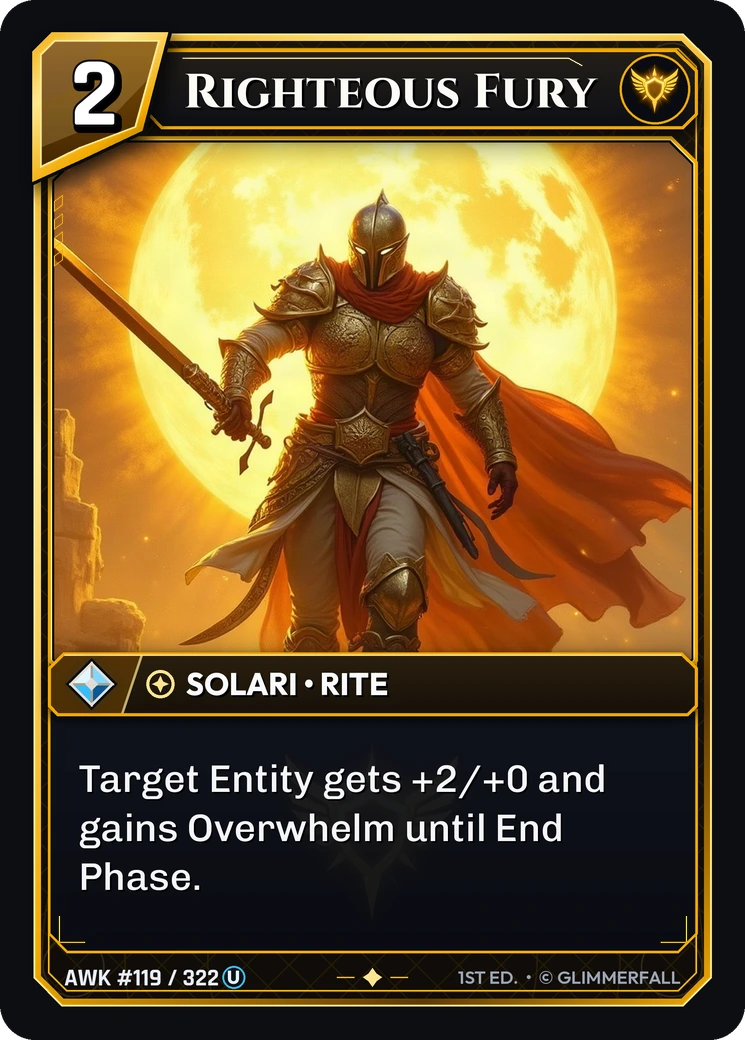 2
RIGHTEOUS FURY
SOLARI • RITE
Target Entity gets +2/+0 and
gains Overwhelm until End
Phase.
AWK #119 / 322 U
1ST ED. • © GLIMMERFALL